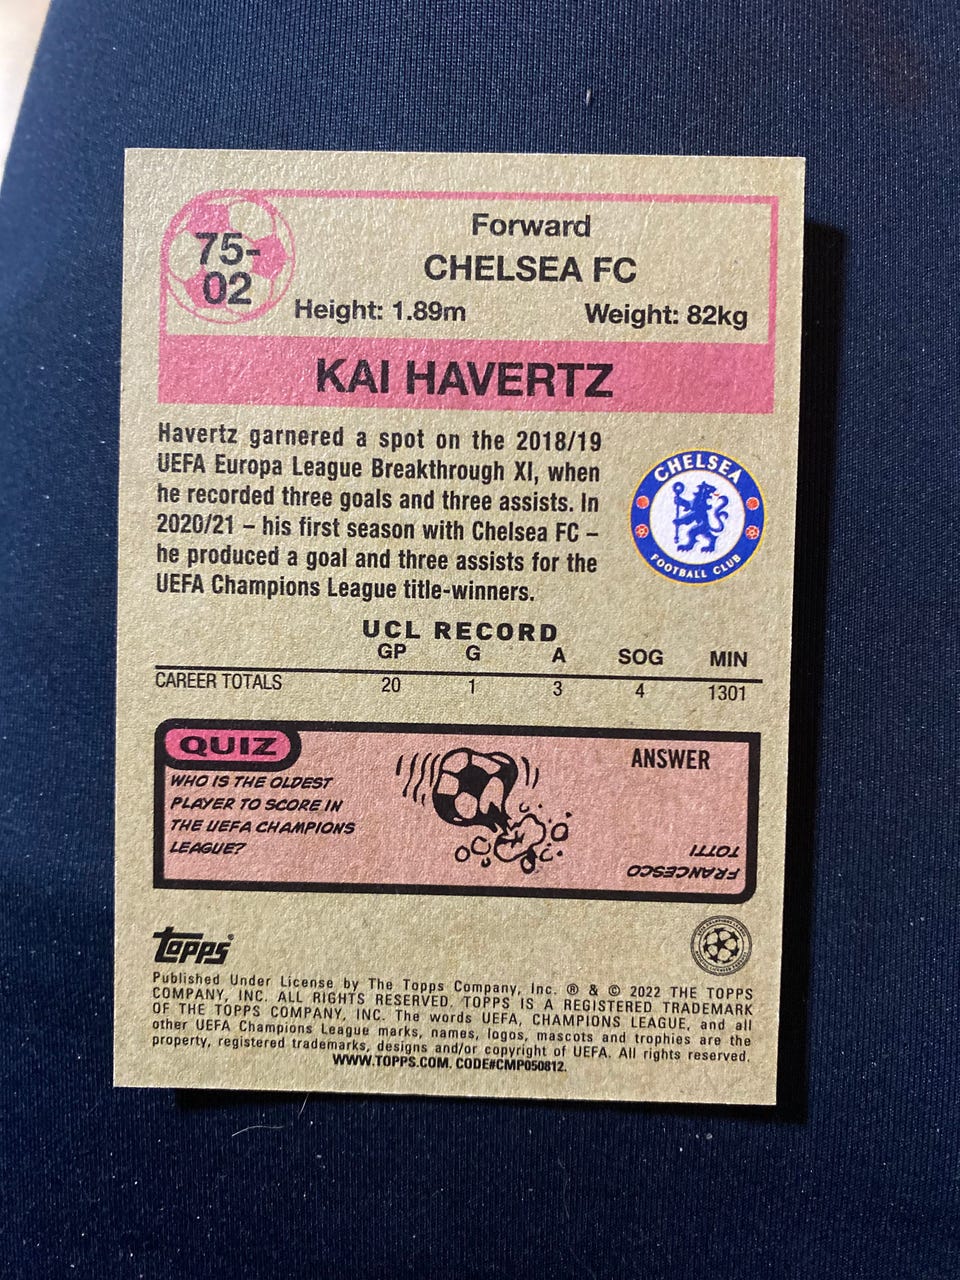 75-
02
Forward
CHELSEA FC
Height: 1.89m Weight: 82kg
KAI HAVERTZ
Havertz garnered a spot on the 2018/19
UEFA Europa League Breakthrough XI, when
he recorded three goals and three assists. In
2020/21 – his first season with Chelsea FC –
he produced a goal and three assists for the
UEFA Champions League title-winners.
CHELSEA
FOOTBALL CLUB
UCL RECORD
GP G A SOG MIN
CAREER TOTALS 20 1 3 4 1301
QUIZ
WHO IS THE OLDEST
PLAYER TO SCORE IN
THE UEFA CHAMPIONS
LEAGUE?
ANSWER
FRANCESCO
TOTTI
topps®
Published Under License by The Topps Company, Inc. ® & © 2022 THE TOPPS
COMPANY, INC. ALL RIGHTS RESERVED. TOPPS IS A REGISTERED TRADEMARK
OF THE TOPPS COMPANY, INC. The words UEFA, CHAMPIONS LEAGUE, and all
other UEFA Champions League marks, names, logos, mascots and trophies are the
property, registered trademarks, designs and/or copyright of UEFA. All rights reserved.
WWW.TOPPS.COM. CODE#CMP050812.